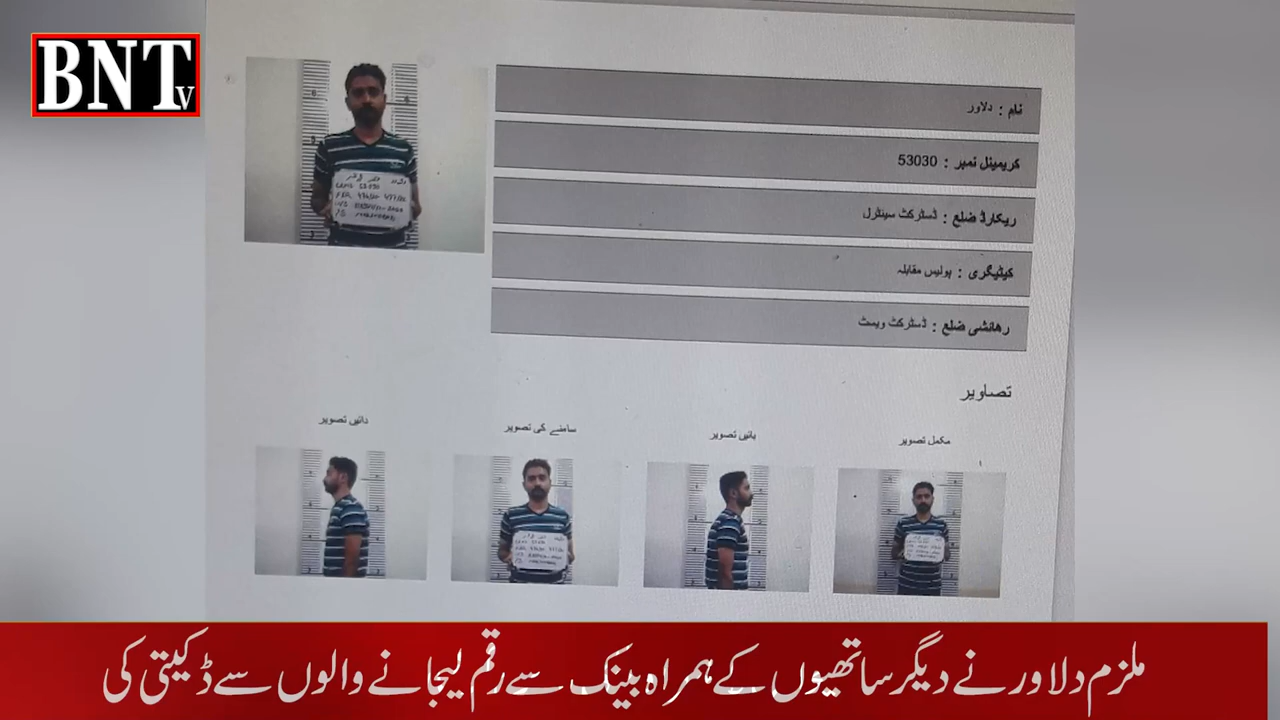 BNTV
نام : دلاور
کریمینل نمبر : 53030
ریکارڈ ضلع : ڈسٹرکٹ سینٹرل
کیٹیگری : پولیس مقابلہ
رھائشی ضلع : ڈسٹرکٹ ویسٹ
تصاویر
دائیں تصویر
سامنے کی تصویر
بائیں تصویر
مکمل تصویر
ملزم دلاور نے دیگر ساتھیوں کے ہمراہ بینک سے رقم لیجانے والوں سے ڈکیتی کی